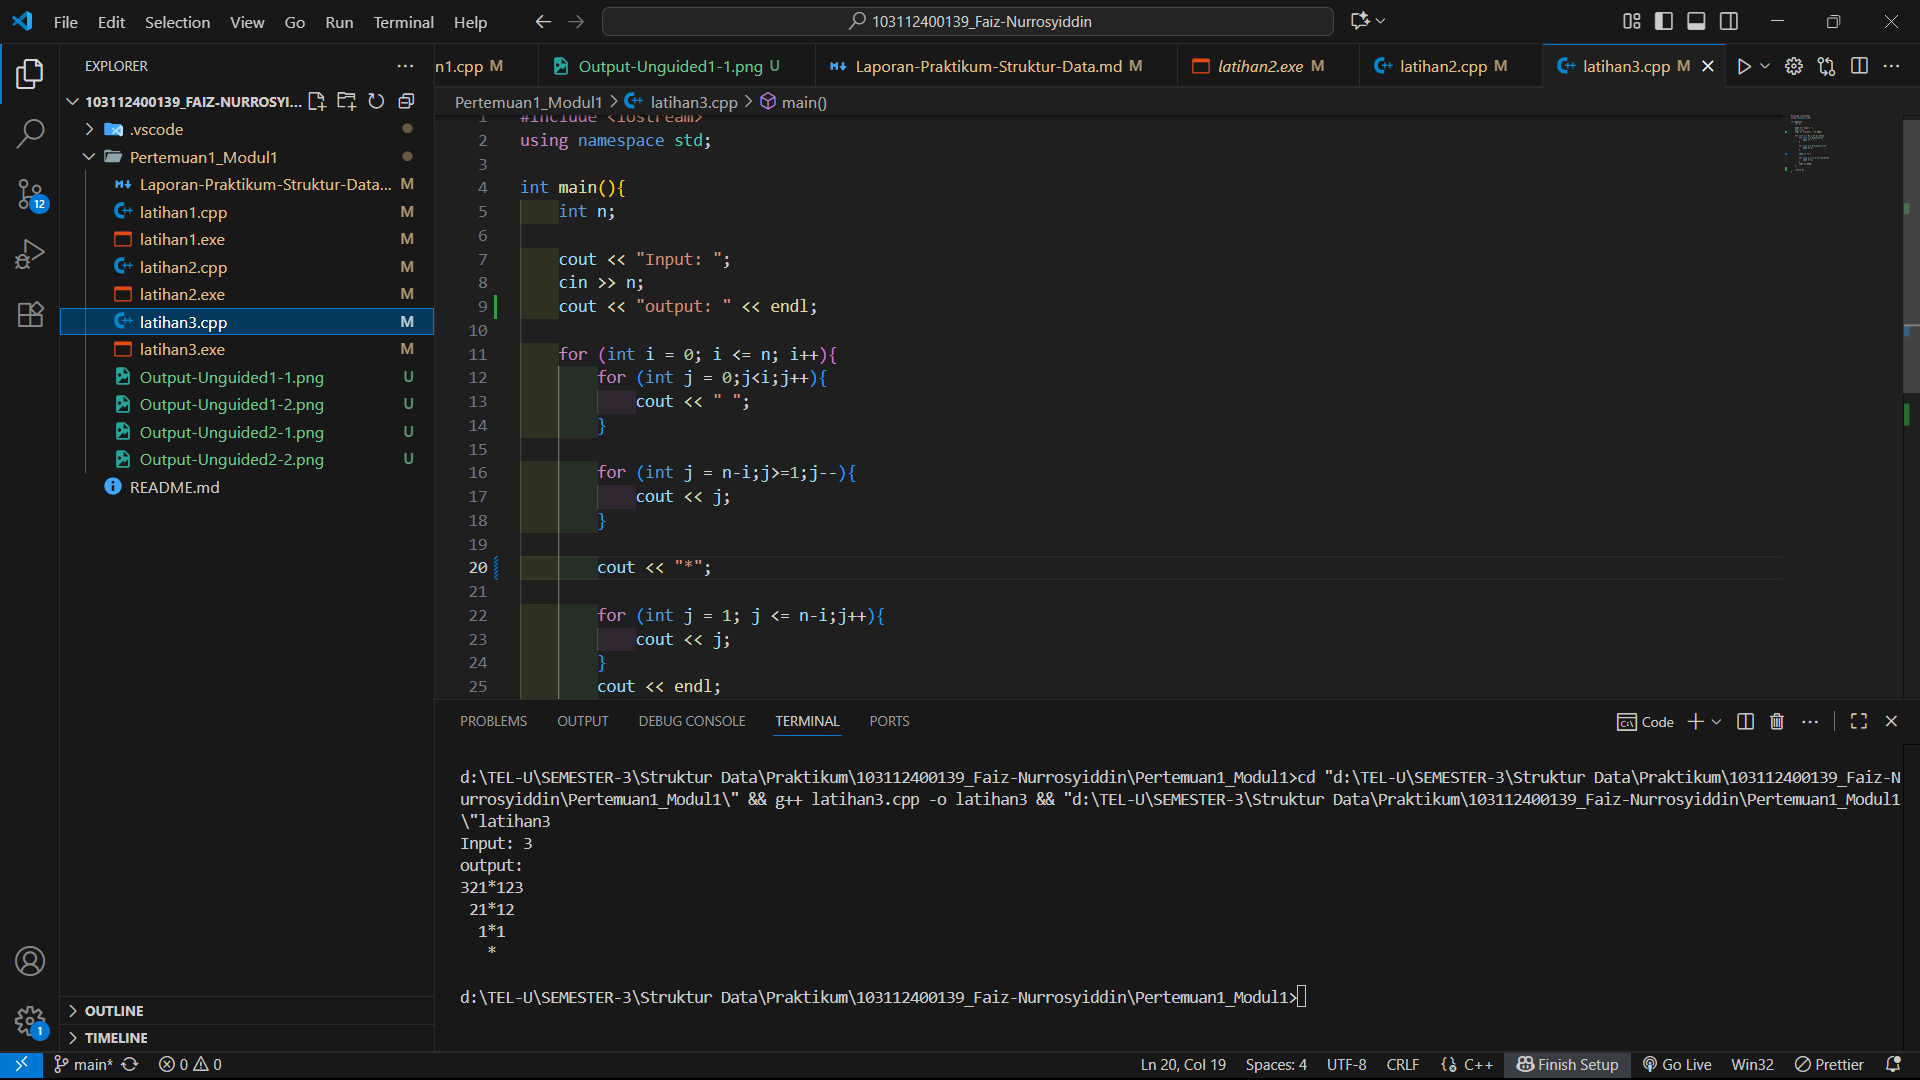 File Edit Selection View Go Run Terminal Help
103112400139_Faiz-Nurrosyiddin
EXPLORER
n1.cpp M
Output-Unguided1-1.png U
Laporan-Praktikum-Struktur-Data.md M
latihan2.exe M
latihan2.cpp M
latihan3.cpp M
103112400139_FAIZ-NURROSYI...
.vscode
Pertemuan1_Modul1
Laporan-Praktikum-Struktur-Data... M
latihan1.cpp M
latihan1.exe M
latihan2.cpp M
latihan2.exe M
latihan3.cpp M
latihan3.exe M
Output-Unguided1-1.png U
Output-Unguided1-2.png U
Output-Unguided2-1.png U
Output-Unguided2-2.png U
README.md
12
1
OUTLINE
TIMELINE
Pertemuan1_Modul1 > latihan3.cpp > main()
1 #include <iostream>
2 using namespace std;
3
4 int main(){
5 int n;
6
7 cout << "Input: ";
8 cin >> n;
9 cout << "output: " << endl;
10
11 for (int i = 0; i <= n; i++){
12 for (int j = 0;j<i;j++){
13 cout << " ";
14 }
15
16 for (int j = n-i;j>=1;j--){
17 cout << j;
18 }
19
20 cout << "*";
21
22 for (int j = 1; j <= n-i;j++){
23 cout << j;
24 }
25 cout << endl;
PROBLEMS OUTPUT DEBUG CONSOLE TERMINAL PORTS
Code
d:\TEL-U\SEMESTER-3\Struktur Data\Praktikum\103112400139_Faiz-Nurrosyiddin\Pertemuan1_Modul1>cd "d:\TEL-U\SEMESTER-3\Struktur Data\Praktikum\103112400139_Faiz-N
urrosyiddin\Pertemuan1_Modul1\" && g++ latihan3.cpp -o latihan3 && "d:\TEL-U\SEMESTER-3\Struktur Data\Praktikum\103112400139_Faiz-Nurrosyiddin\Pertemuan1_Modul1
\"latihan3
Input: 3
output:
321*123
21*12
1*1
*
d:\TEL-U\SEMESTER-3\Struktur Data\Praktikum\103112400139_Faiz-Nurrosyiddin\Pertemuan1_Modul1>
main* 0 0 Ln 20, Col 19 Spaces: 4 UTF-8 CRLF {} C++ Finish Setup Go Live Win32 Prettier